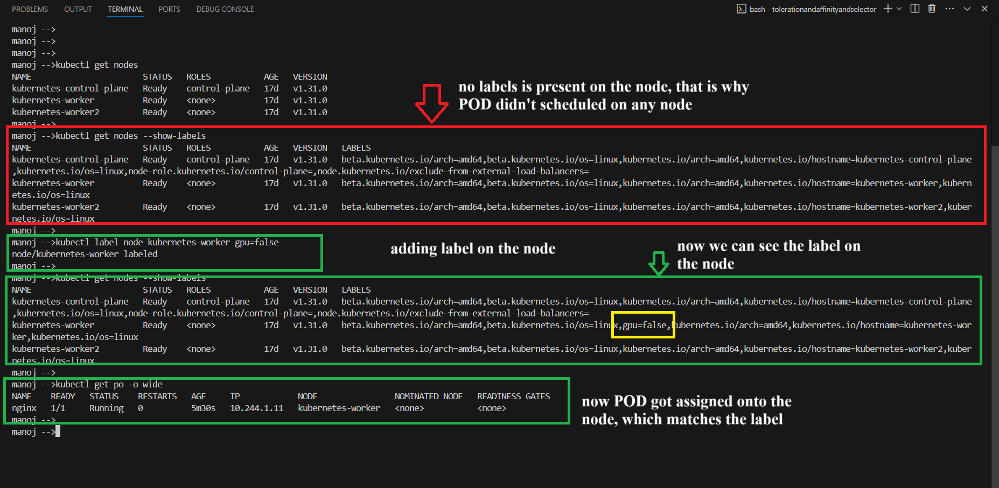 PROBLEMS OUTPUT TERMINAL PORTS DEBUG CONSOLE bash - tolerationandaffinityandselector
manoj -->
manoj -->
manoj -->
manoj -->kubectl get nodes
NAME STATUS ROLES AGE VERSION
kubernetes-control-plane Ready control-plane 17d v1.31.0
kubernetes-worker Ready <none> 17d v1.31.0
kubernetes-worker2 Ready <none> 17d v1.31.0
no labels is present on the node, that is why
POD didn't scheduled on any node
manoj -->
manoj -->kubectl get nodes --show-labels
NAME STATUS ROLES AGE VERSION LABELS
kubernetes-control-plane Ready control-plane 17d v1.31.0 beta.kubernetes.io/arch=amd64,beta.kubernetes.io/os=linux,kubernetes.io/arch=amd64,kubernetes.io/hostname=kubernetes-control-plane
,kubernetes.io/os=linux,node-role.kubernetes.io/control-plane=,node.kubernetes.io/exclude-from-external-load-balancers=
kubernetes-worker Ready <none> 17d v1.31.0 beta.kubernetes.io/arch=amd64,beta.kubernetes.io/os=linux,kubernetes.io/arch=amd64,kubernetes.io/hostname=kubernetes-worker,kubern
etes.io/os=linux
kubernetes-worker2 Ready <none> 17d v1.31.0 beta.kubernetes.io/arch=amd64,beta.kubernetes.io/os=linux,kubernetes.io/arch=amd64,kubernetes.io/hostname=kubernetes-worker2,kuber
netes.io/os=linux
manoj -->
manoj -->kubectl label node kubernetes-worker gpu=false
node/kubernetes-worker labeled
manoj -->
adding label on the node
now we can see the label on
the node
manoj -->kubectl get nodes --show-labels
NAME STATUS ROLES AGE VERSION LABELS
kubernetes-control-plane Ready control-plane 17d v1.31.0 beta.kubernetes.io/arch=amd64,beta.kubernetes.io/os=linux,kubernetes.io/arch=amd64,kubernetes.io/hostname=kubernetes-control-plane
,kubernetes.io/os=linux,node-role.kubernetes.io/control-plane=,node.kubernetes.io/exclude-from-external-load-balancers=
kubernetes-worker Ready <none> 17d v1.31.0 beta.kubernetes.io/arch=amd64,beta.kubernetes.io/os=linux,gpu=false,kubernetes.io/arch=amd64,kubernetes.io/hostname=kubernetes-wor
ker,kubernetes.io/os=linux
kubernetes-worker2 Ready <none> 17d v1.31.0 beta.kubernetes.io/arch=amd64,beta.kubernetes.io/os=linux,kubernetes.io/arch=amd64,kubernetes.io/hostname=kubernetes-worker2,kuber
netes.io/os=linux
manoj -->
manoj -->kubectl get po -o wide
NAME READY STATUS RESTARTS AGE IP NODE NOMINATED NODE READINESS GATES
nginx 1/1 Running 0 5m30s 10.244.1.11 kubernetes-worker <none> <none>
manoj -->
manoj -->
now POD got assigned onto the
node, which matches the label